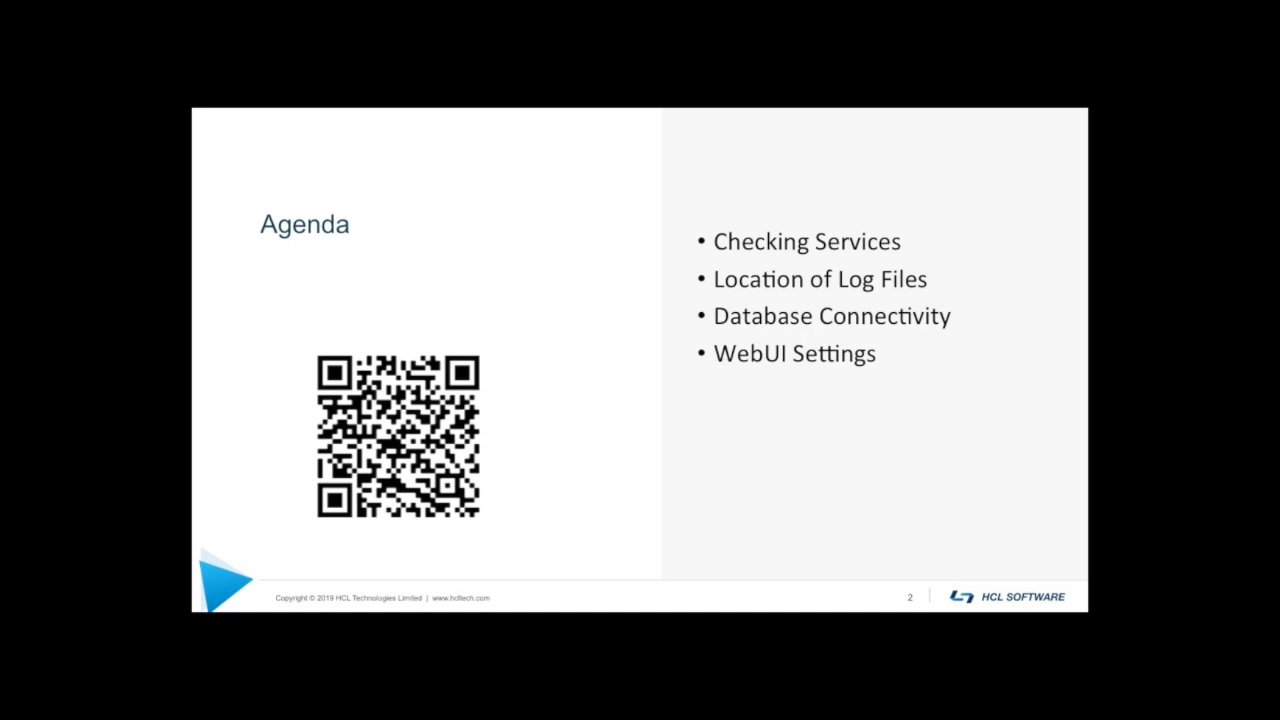 Agenda
• Checking Services
• Location of Log Files
• Database Connectivity
• WebUI Settings
Copyright © 2019 HCL Technologies Limited | www.hcltech.com
2
HCL SOFTWARE